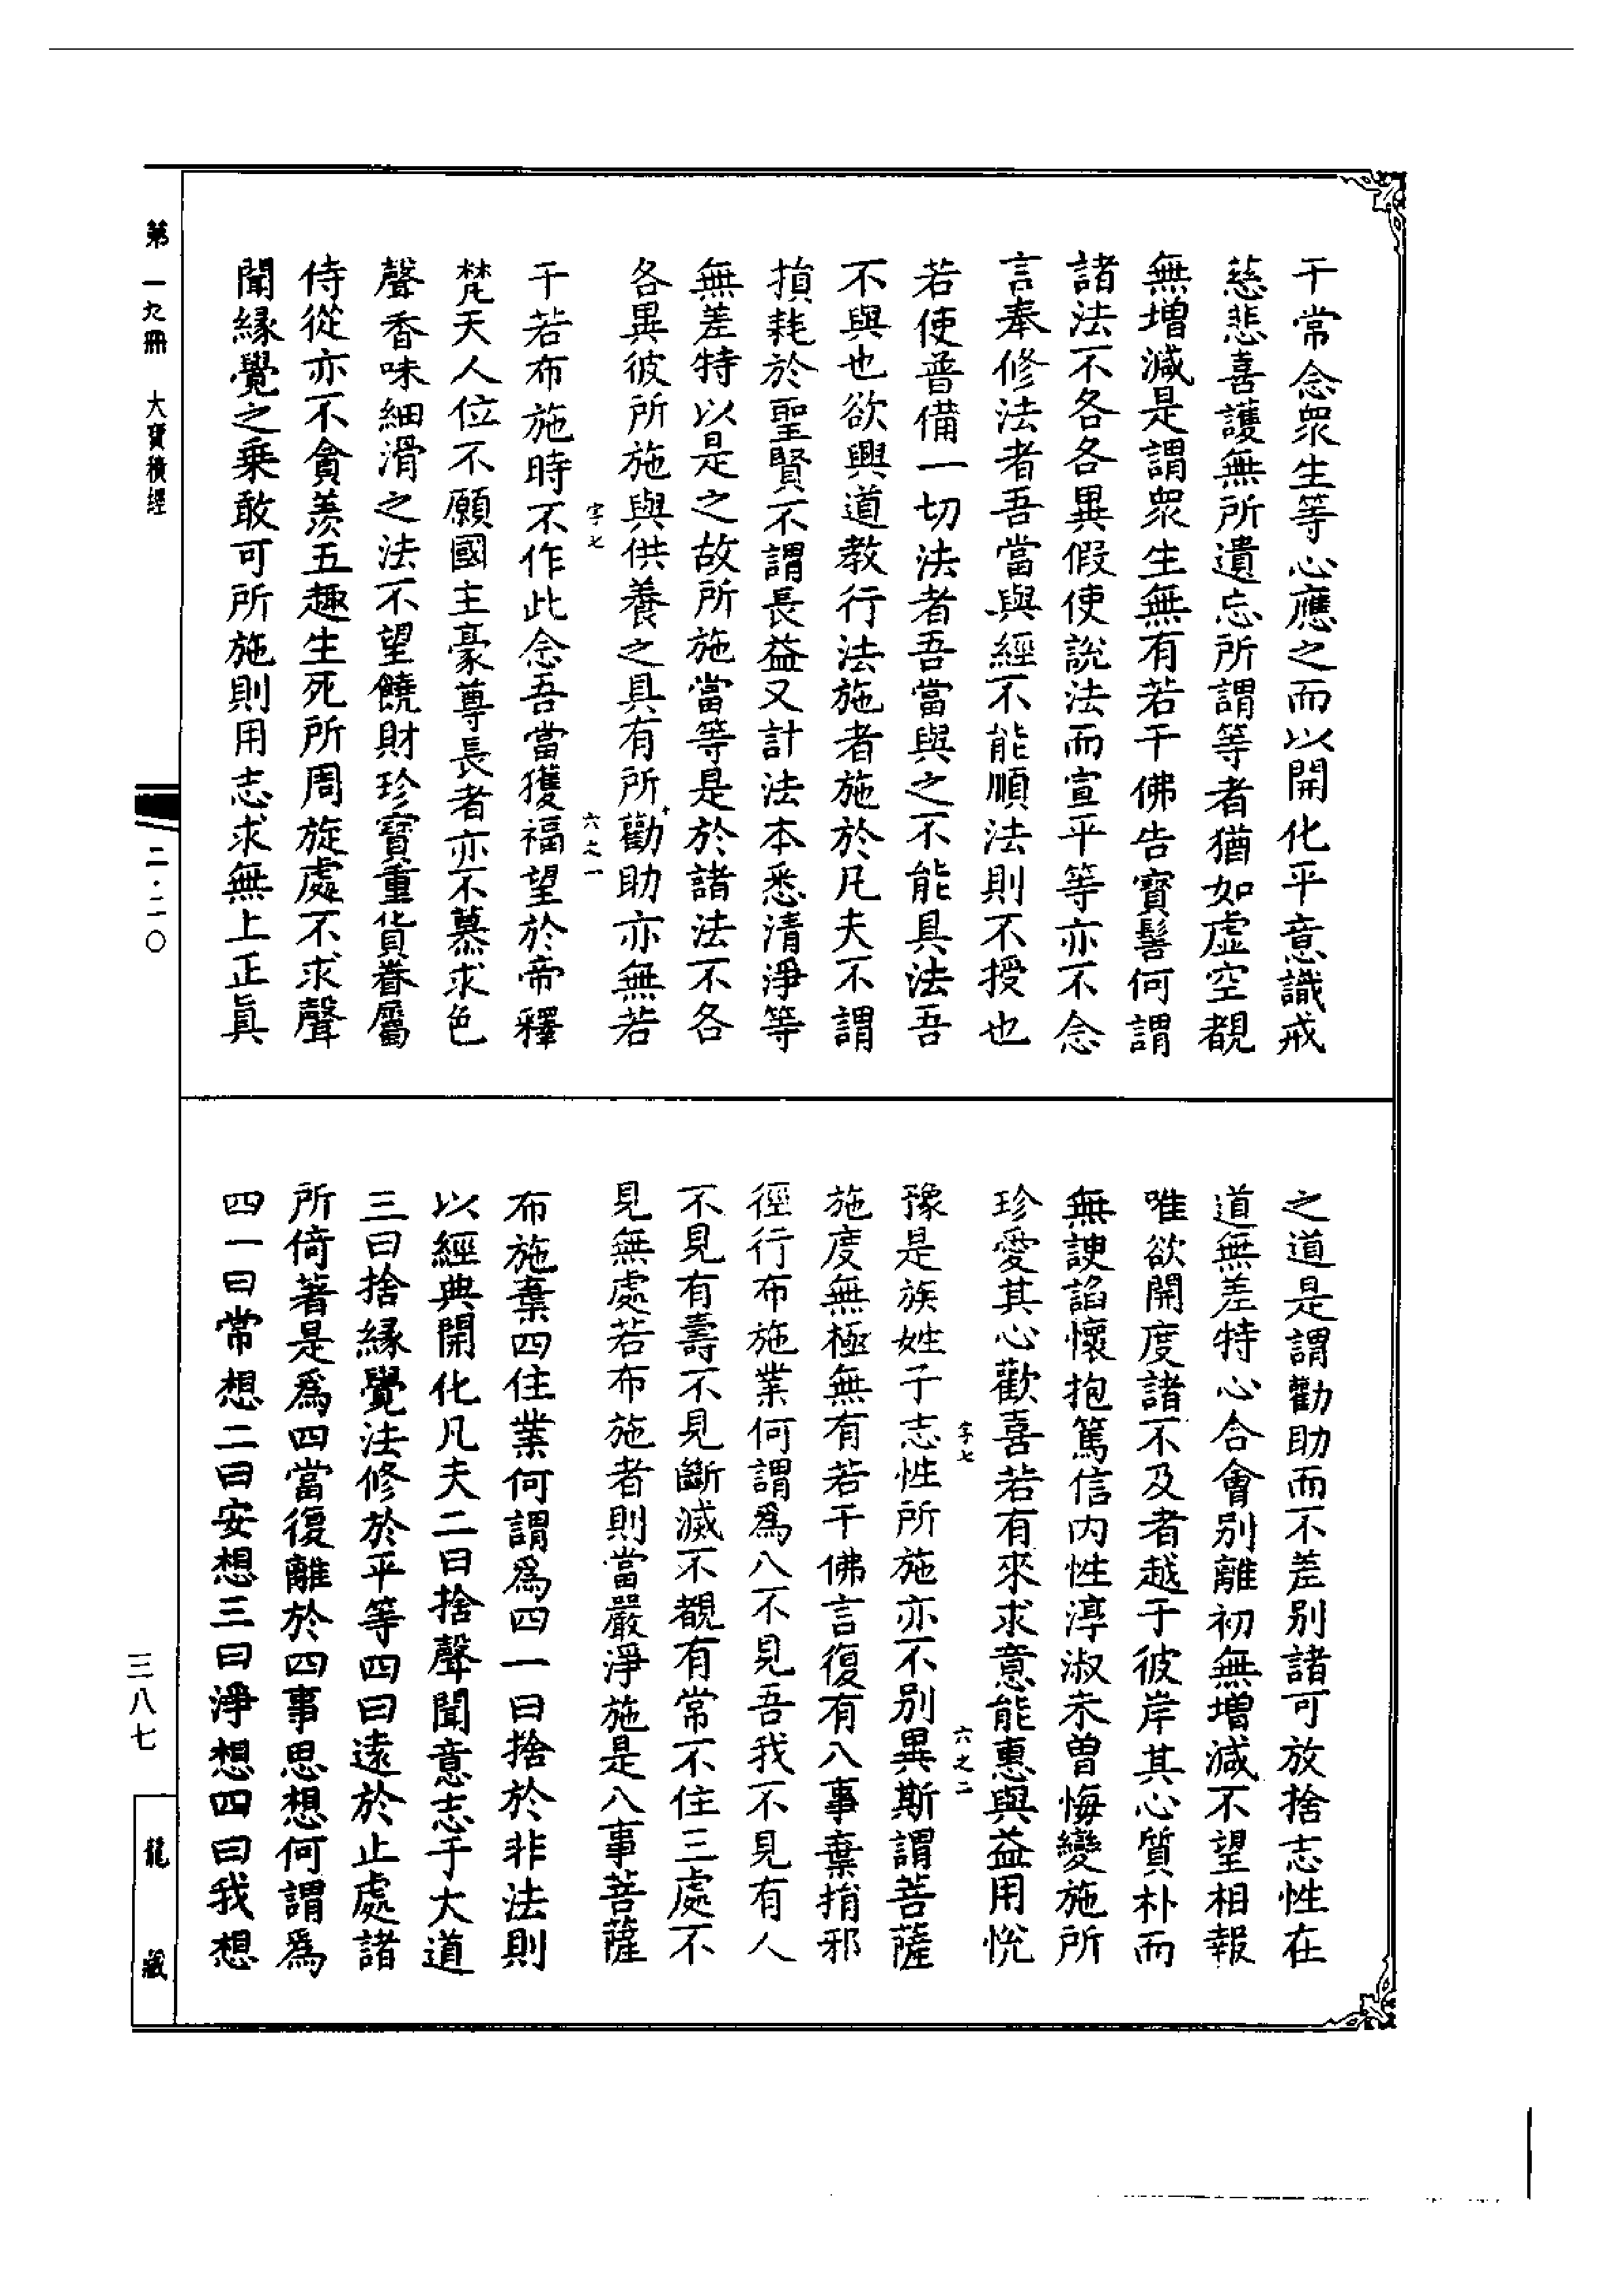 干常念眾生等心應之而以開化平意識戒
慈悲喜護無所遺忘所謂等者猶如虛空覩
無增減是謂眾生無有若干佛告寶髻何謂
諸法不各各異假使說法而宣平等亦不念
言奉修法者吾當與經不能順法則不授也
若使普備一切法者吾當與之不能具法吾
不與也欲興道教行法施者施於凡夫不謂
損耗於聖賢不謂長益又計法本悉清淨等
無差特以是之故所施當等是於諸法不各
各異彼所施與供養之具有所勸助亦無若
字七
六之一
干若布施時不作此念吾當獲福望於帝釋
梵天人位不願國主豪尊長者亦不慕求色
聲香味細滑之法不望饒財珍寶重貨眷屬
侍從亦不貪羨五趣生死所周旋處不求聲
聞緣覺之乘敢可所施則用志求無上正真
之道是謂勸助而不差別諸可放捨志性在
道無差特心合會別離初無增減不望相報
唯欲開度諸不及者越于彼岸其心質朴而
無諛諂懷抱篤信內性淳淑未曾悔變施所
珍愛其心歡喜若有來求意能惠與益用悅
字七
六之二
豫是族姓子志性所施亦不別異斯謂菩薩
施度無極無有若干佛言復有八事棄捐邪
徑行布施業何謂為八不見吾我不見有人
不見有壽不見斷滅不覩有常不住三處不
見無處若布施者則當嚴淨施是八事菩薩
布施棄四住業何謂為四一曰捨於非法則
以經典開化凡夫二曰捨聲聞意志于大道
三曰捨緣覺法修於平等四曰遠於止處諸
所倚著是為四當復離於四事思想何謂為
四一曰常想二曰安想三曰淨想四曰我想
第一九冊 大寶積經
二·二〇
三八七
龍藏